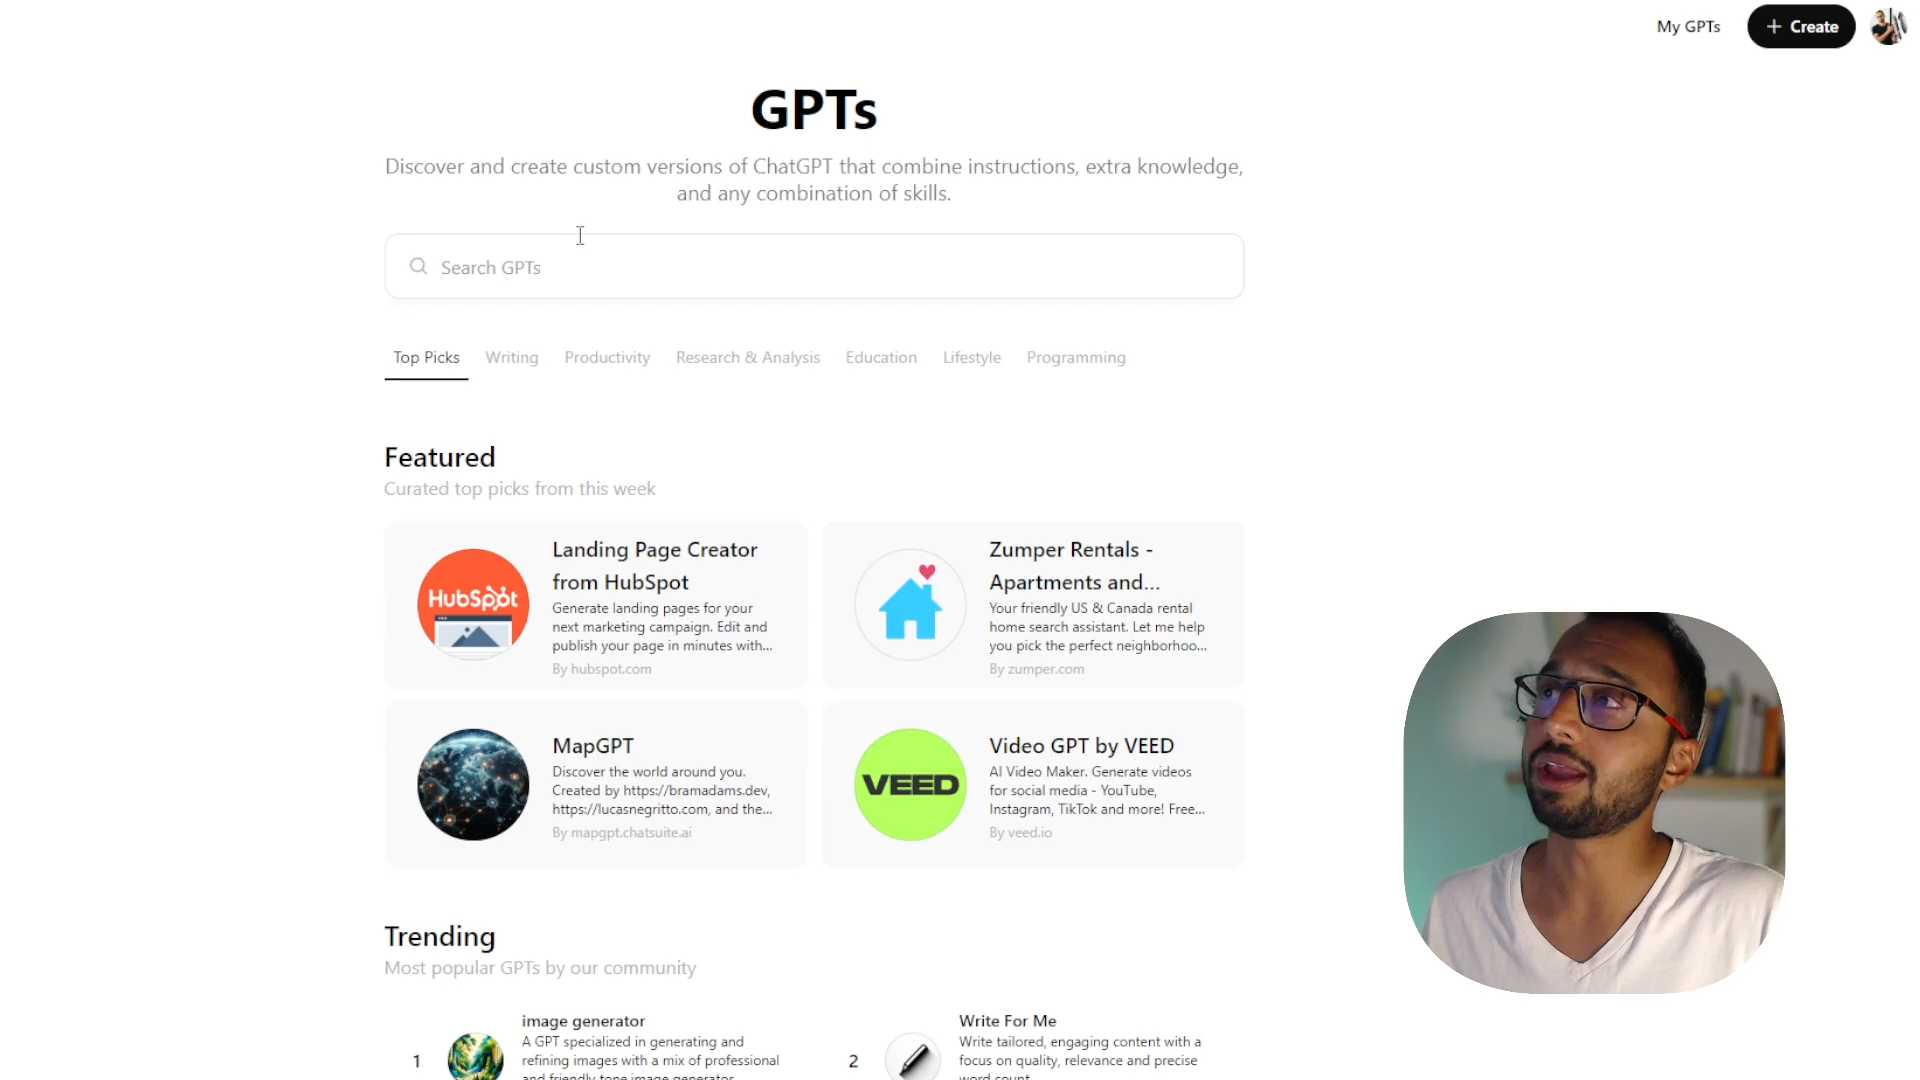 My GPTs
Create
GPTs
Discover and create custom versions of ChatGPT that combine instructions, extra knowledge,
and any combination of skills.
Search GPTs
Top Picks Writing Productivity Research & Analysis Education Lifestyle Programming
Featured
Curated top picks from this week
HubSpot
Landing Page Creator
from HubSpot
Generate landing pages for your
next marketing campaign. Edit and
publish your page in minutes with...
By hubspot.com
Zumper Rentals -
Apartments and...
Your friendly US & Canada rental
home search assistant. Let me help
you pick the perfect neighborhoo...
By zumper.com
MapGPT
Discover the world around you.
Created by https://bramadams.dev,
https://lucasnegritto.com, and the...
By mapgpt.chatsuite.ai
VEED
Video GPT by VEED
AI Video Maker. Generate videos
for social media - YouTube,
Instagram, TikTok and more! Free...
By veed.io
Trending
Most popular GPTs by our community
1
image generator
A GPT specialized in generating and
refining images with a mix of professional
and friendly tone image generator
2
Write For Me
Write tailored, engaging content with a
focus on quality, relevance and precise
word count